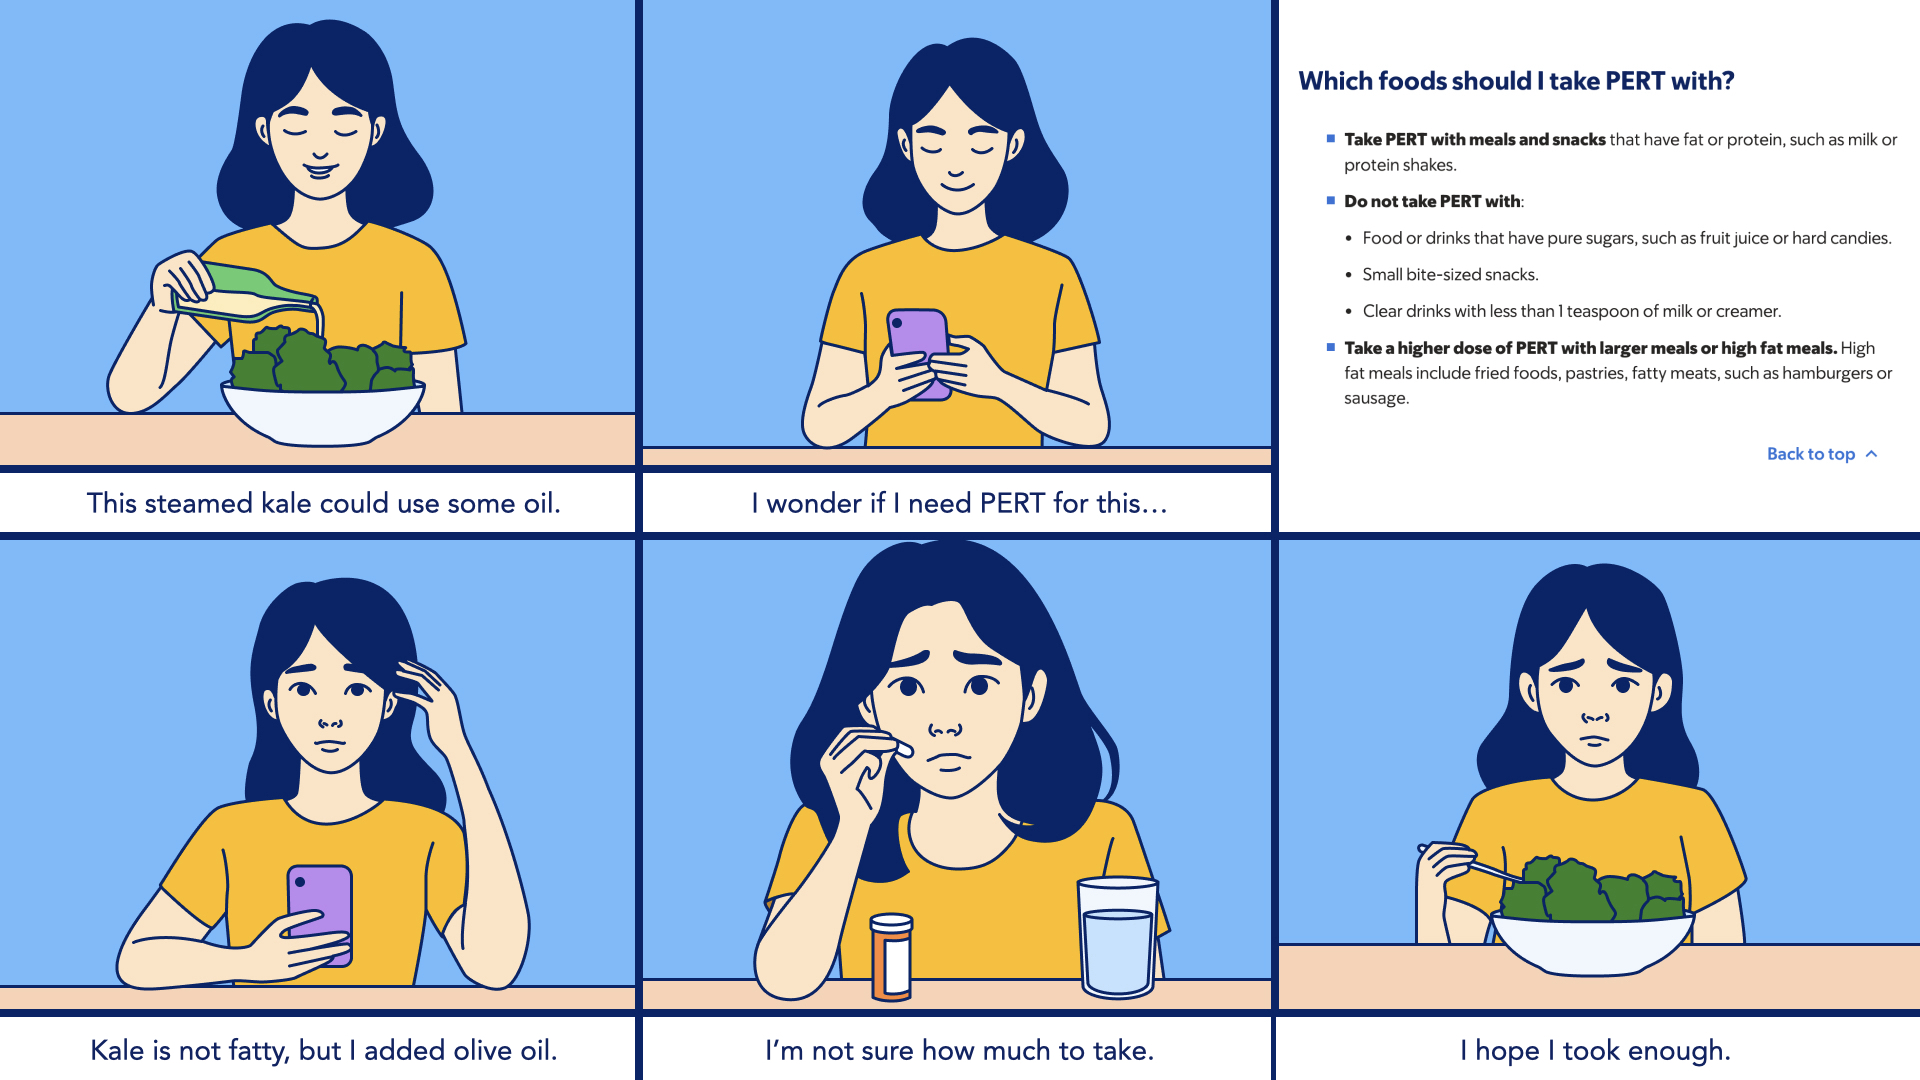 This steamed kale could use some oil.
I wonder if I need PERT for this...
Which foods should I take PERT with?
Take PERT with meals and snacks that have fat or protein, such as milk or
protein shakes.
Do not take PERT with:
Food or drinks that have pure sugars, such as fruit juice or hard candies.
Small bite-sized snacks.
Clear drinks with less than 1 teaspoon of milk or creamer.
Take a higher dose of PERT with larger meals or high fat meals. High
fat meals include fried foods, pastries, fatty meats, such as hamburgers or
sausage.
Back to top
Kale is not fatty, but I added olive oil.
I’m not sure how much to take.
I hope I took enough.